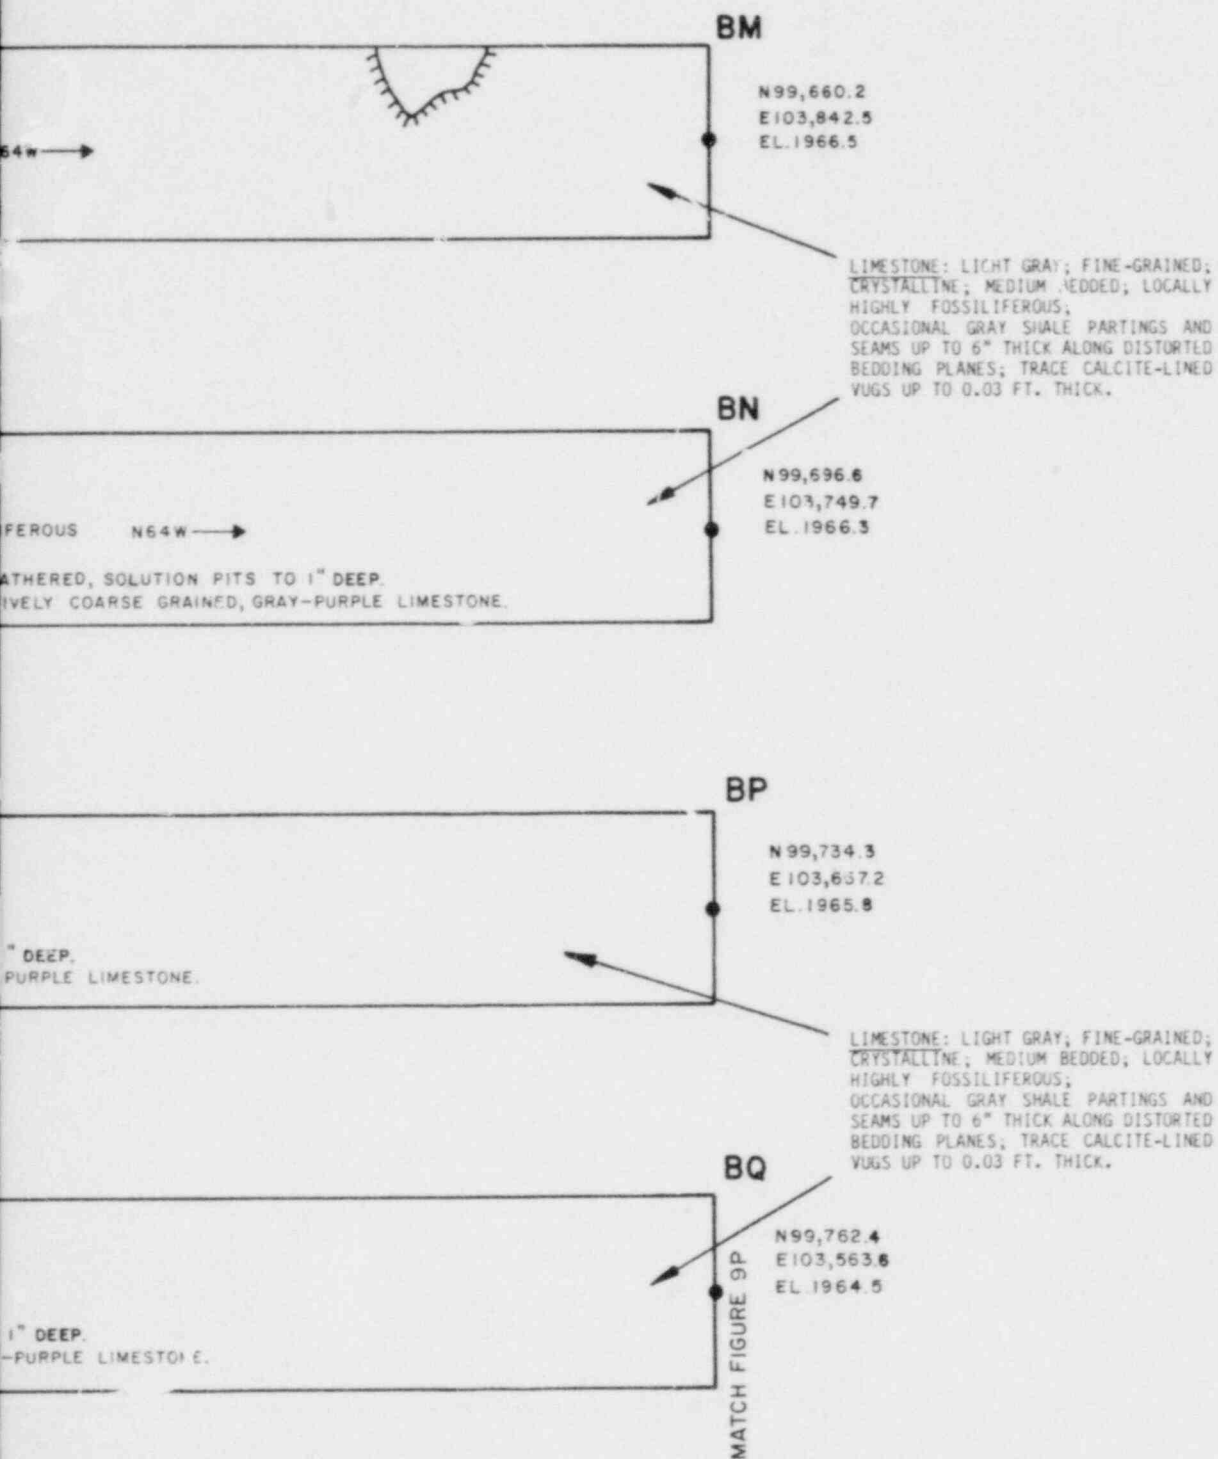 BM
N99,660.2
E103,842.5
EL.1966.5
64W
LIMESTONE: LIGHT GRAY; FINE-GRAINED;
CRYSTALLINE; MEDIUM BEDDED; LOCALLY
HIGHLY FOSSILIFEROUS;
OCCASIONAL GRAY SHALE PARTINGS AND
SEAMS UP TO 6" THICK ALONG DISTORTED
BEDDING PLANES; TRACE CALCITE-LINED
VUGS UP TO 0.03 FT. THICK.
BN
N99,696.6
E103,749.7
EL.1966.3
IFEROUS N64W
ATHERED, SOLUTION PITS TO 1" DEEP.
IVELY COARSE GRAINED, GRAY-PURPLE LIMESTONE.
BP
N99,734.3
EL.1965.8
" DEEP.
PURPLE LIMESTONE.
LIMESTONE: LIGHT GRAY; FINE-GRAINED;
CRYSTALLINE; MEDIUM BEDDED; LOCALLY
HIGHLY FOSSILIFEROUS;
OCCASIONAL GRAY SHALE PARTINGS AND
SEAMS UP TO 6" THICK ALONG DISTORTED
BEDDING PLANES; TRACE CALCITE-LINED
VUGS UP TO 0.03 FT. THICK.
BQ
N99,762.4
E103,563.6
EL.1964.5
MATCH FIGURE 9P
1" DEEP.
-PURPLE LIMESTONE.